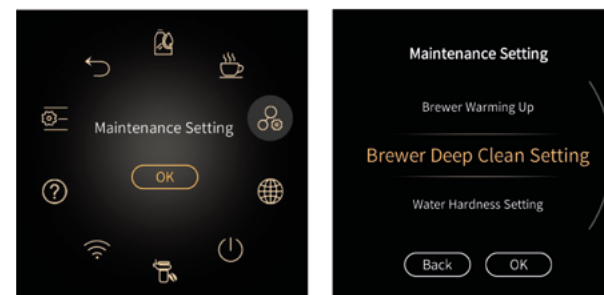 Maintenance Setting
OK
Maintenance Setting
Brewer Warming Up
Brewer Deep Clean Setting
Water Hardness Setting
Back
OK